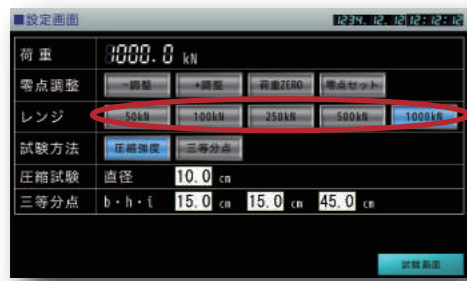 ■設定画面 1234. 12. 12 12:12:12
荷重 1000.0 kN
零点調整 -調整 +調整 荷重ZERO 零点セット
レンジ 50kN 100kN 250kN 500kN 1000kN
試験方法 圧縮強度 三等分点
圧縮試験 直径 10.0 cm
三等分点 b・h・ℓ 15.0 cm 15.0 cm 45.0 cm
試験画面